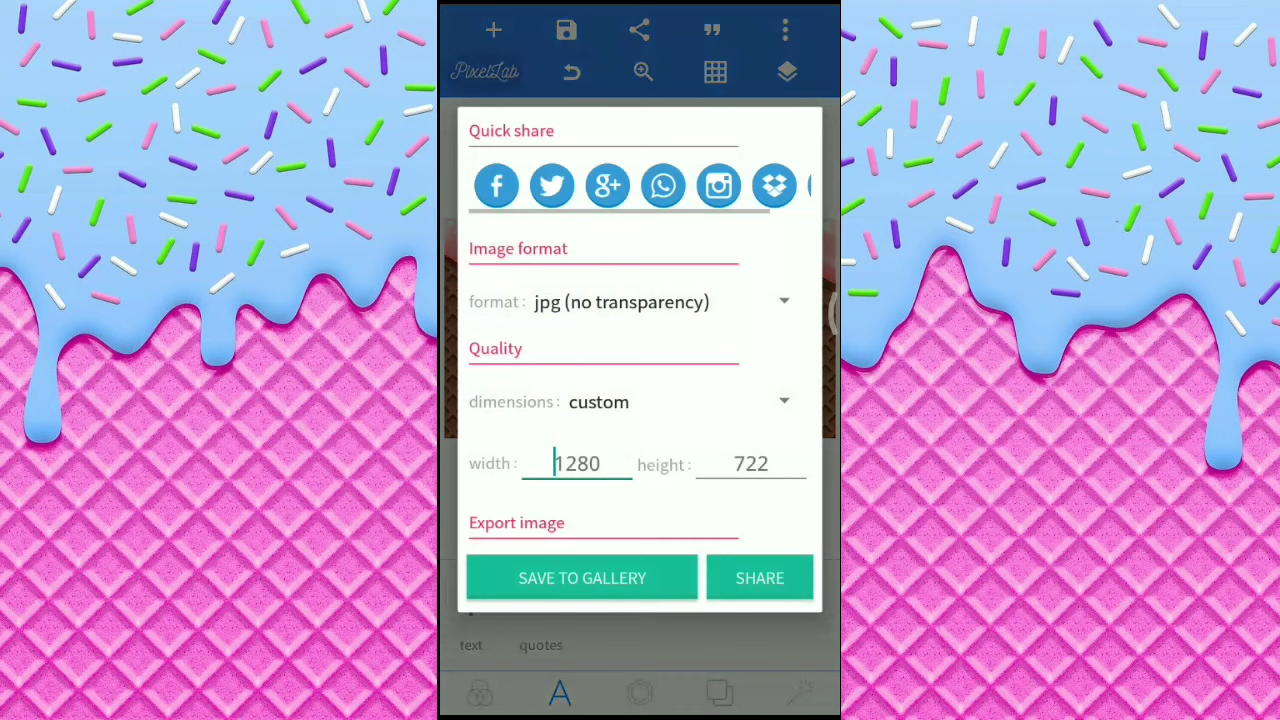 PixelLab
Quick share
Image format
format : jpg (no transparency)
Quality
dimensions : custom
width : 1280 height : 722
Export image
SAVE TO GALLERY SHARE
text quotes